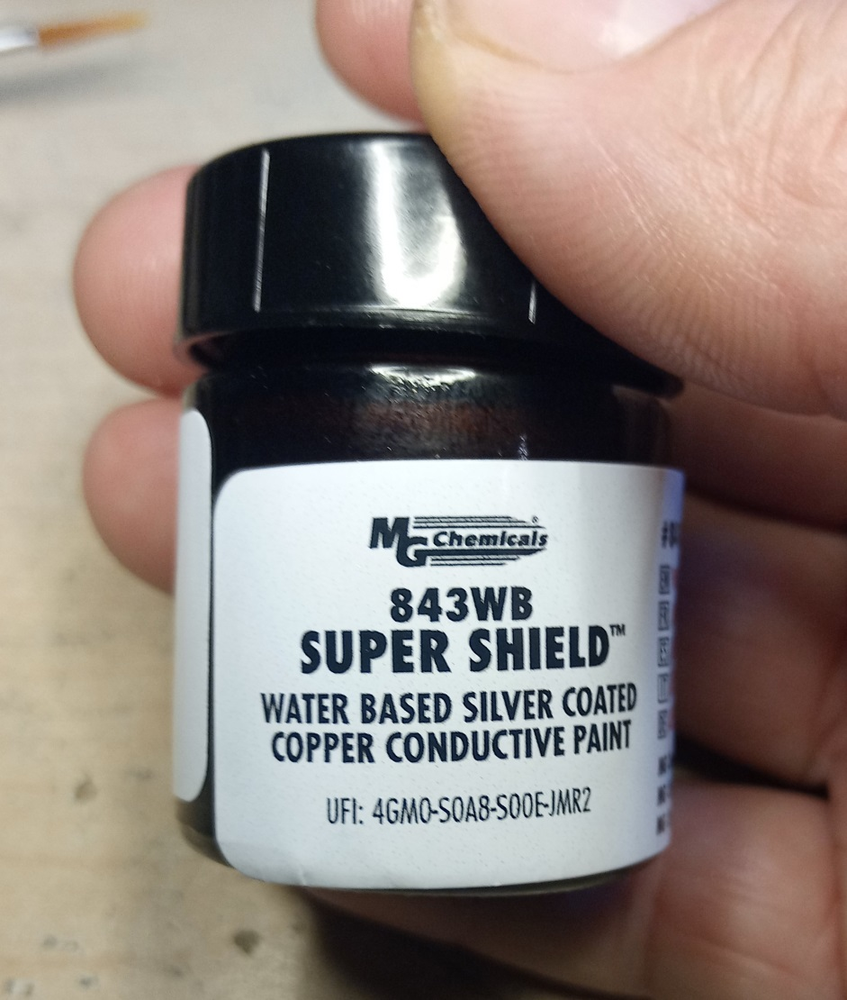 MG Chemicals®
843WB
SUPER SHIELD™
WATER BASED SILVER COATED
COPPER CONDUCTIVE PAINT
UFI: 4GM0-S0A8-S00E-JMR2